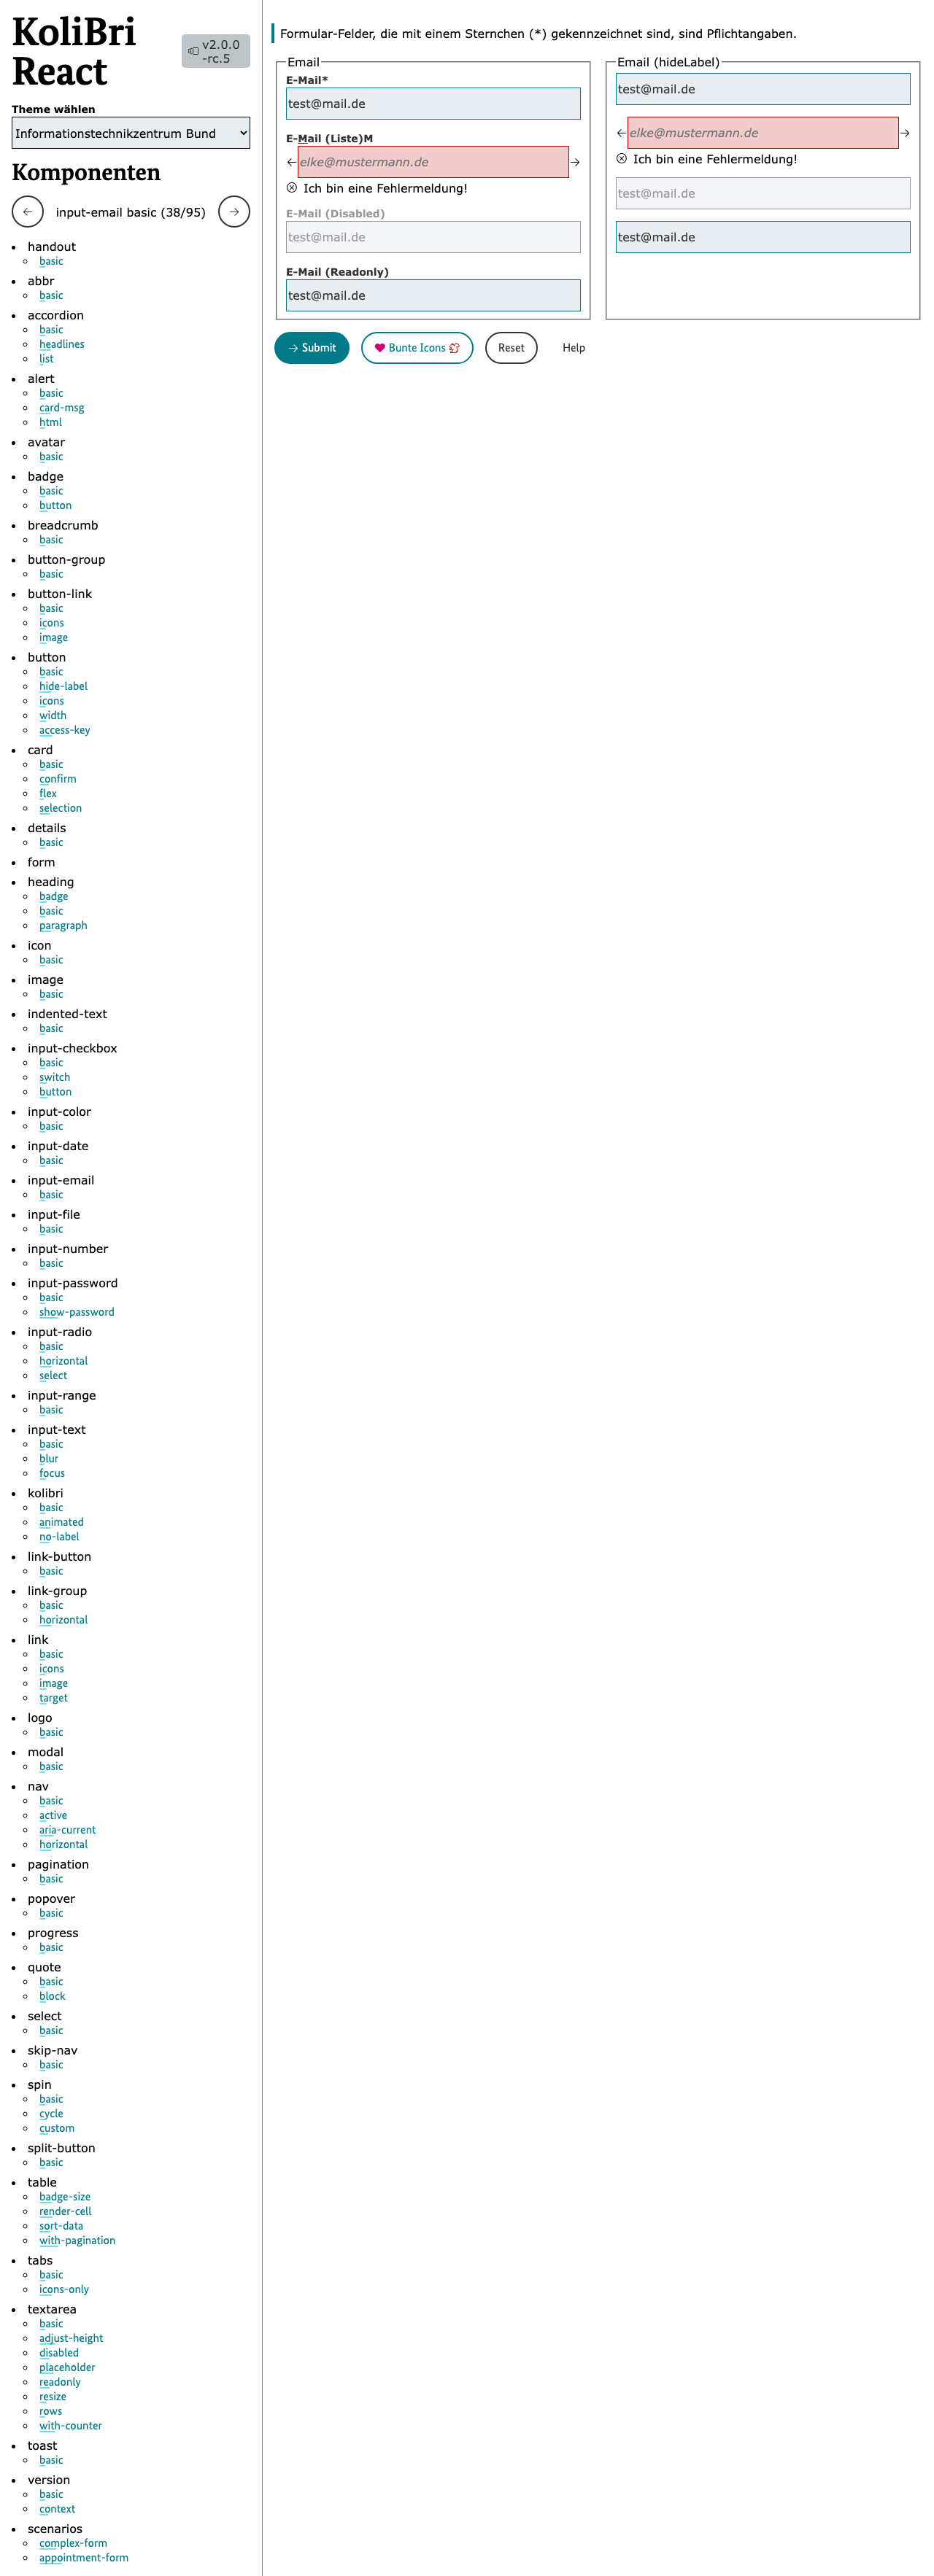 KoliBri
React
v2.0.0
-rc.5
Theme wählen
Informationstechnikzentrum Bund
Komponenten
input-email basic (38/95)
handout
basic
abbr
basic
accordion
basic
headlines
list
alert
basic
card-msg
html
avatar
basic
badge
basic
button
breadcrumb
basic
button-group
basic
button-link
basic
icons
image
button
basic
hide-label
icons
width
access-key
card
basic
confirm
flex
selection
details
basic
form
heading
badge
basic
paragraph
icon
basic
image
basic
indented-text
basic
input-checkbox
basic
switch
button
input-color
basic
input-date
basic
input-email
basic
input-file
basic
input-number
basic
input-password
basic
show-password
input-radio
basic
horizontal
select
input-range
basic
input-text
basic
blur
focus
kolibri
basic
animated
no-label
link-button
basic
link-group
basic
horizontal
link
basic
icons
image
target
logo
basic
modal
basic
nav
basic
active
aria-current
horizontal
pagination
basic
popover
basic
progress
basic
quote
basic
block
select
basic
skip-nav
basic
spin
basic
cycle
custom
split-button
basic
table
badge-size
render-cell
sort-data
with-pagination
tabs
basic
icons-only
textarea
basic
adjust-height
disabled
placeholder
readonly
resize
rows
with-counter
toast
basic
version
basic
context
scenarios
complex-form
appointment-form
Formular-Felder, die mit einem Sternchen (*) gekennzeichnet sind, sind Pflichtangaben.
Email
E-Mail*
test@mail.de
E-Mail (Liste)M
elke@mustermann.de
Ich bin eine Fehlermeldung!
E-Mail (Disabled)
test@mail.de
E-Mail (Readonly)
test@mail.de
Email (hideLabel)
test@mail.de
elke@mustermann.de
Ich bin eine Fehlermeldung!
test@mail.de
test@mail.de
Submit
Bunte Icons
Reset
Help